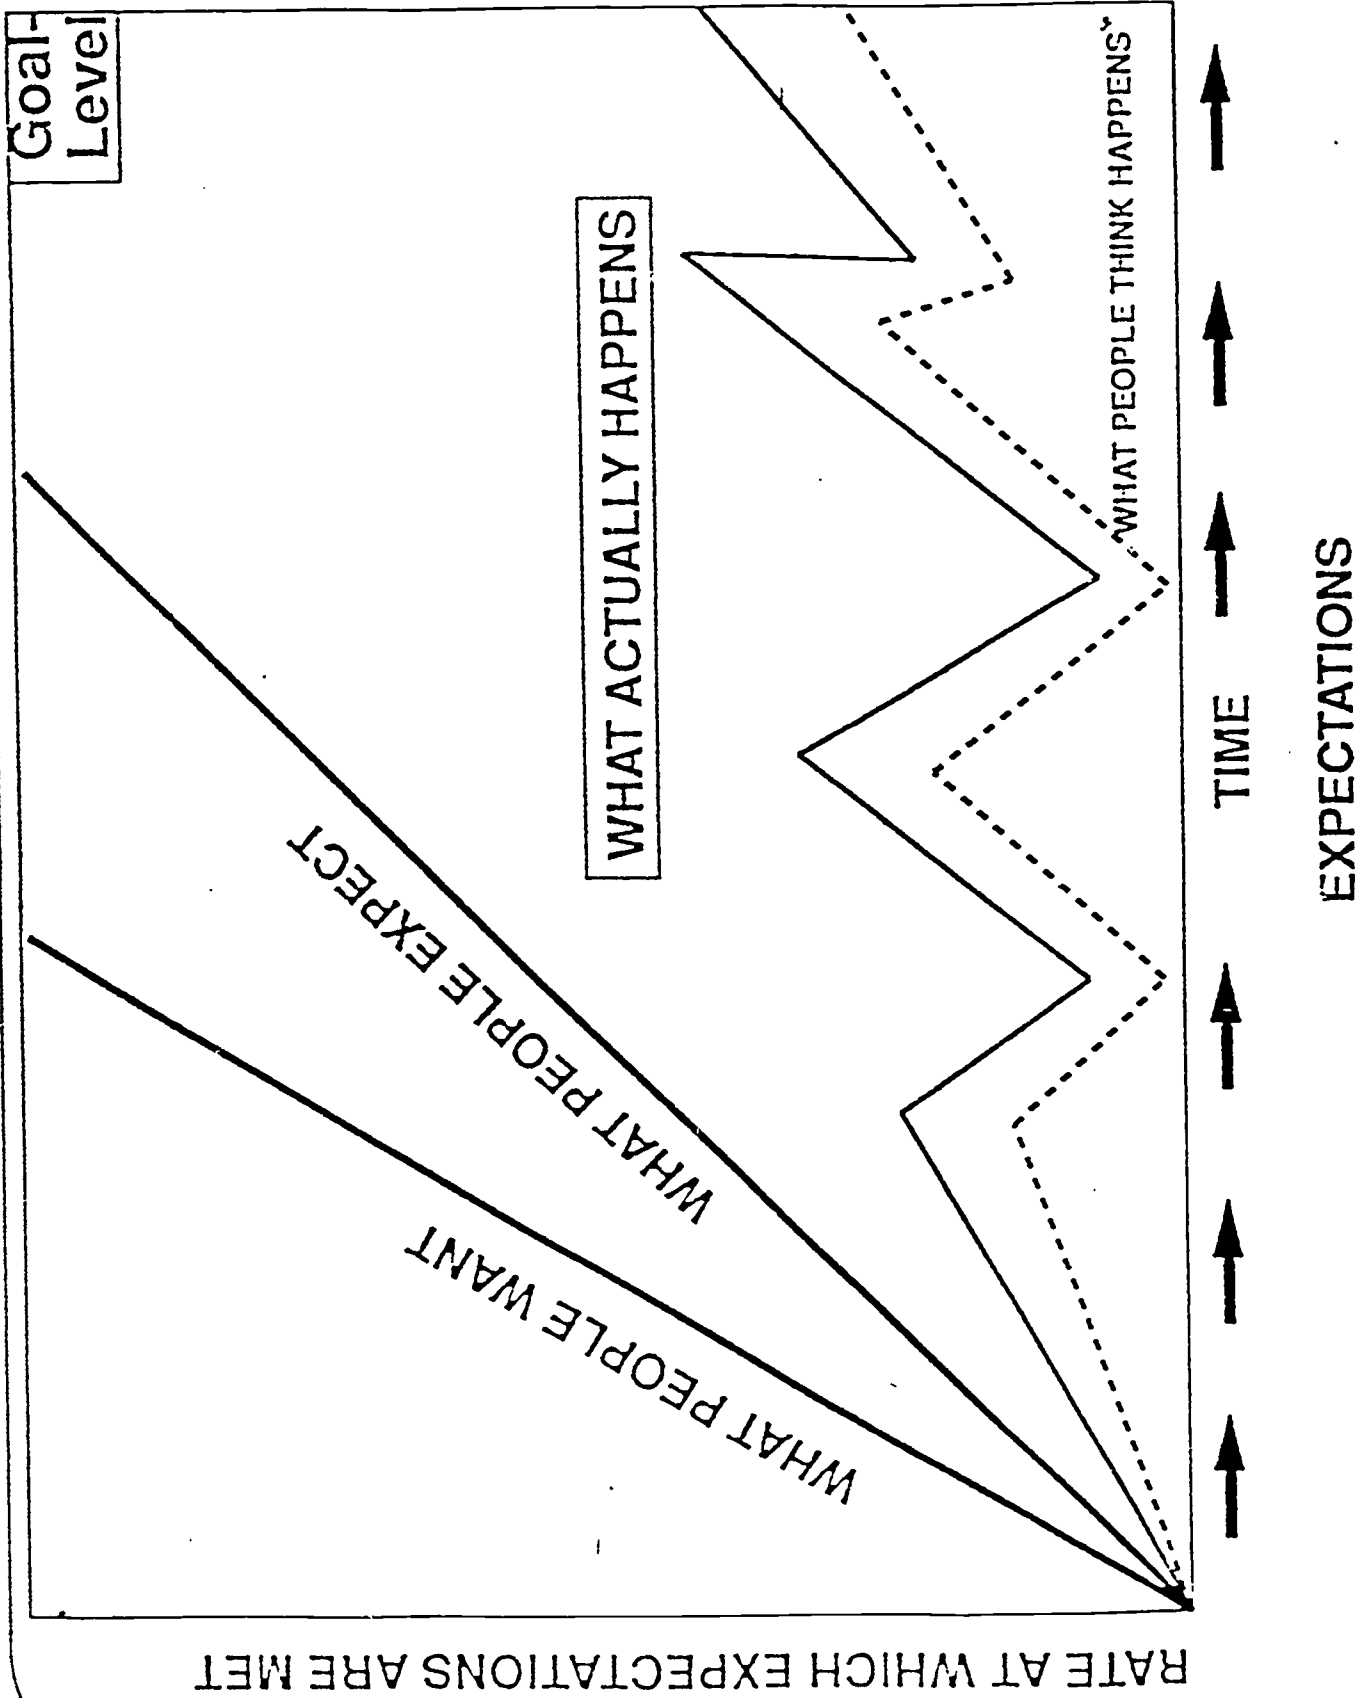 Goal-
Level
WHAT PEOPLE WANT
WHAT PEOPLE EXPECT
WHAT ACTUALLY HAPPENS
WHAT PEOPLE THINK HAPPENS
RATE AT WHICH EXPECTATIONS ARE MET
TIME
EXPECTATIONS